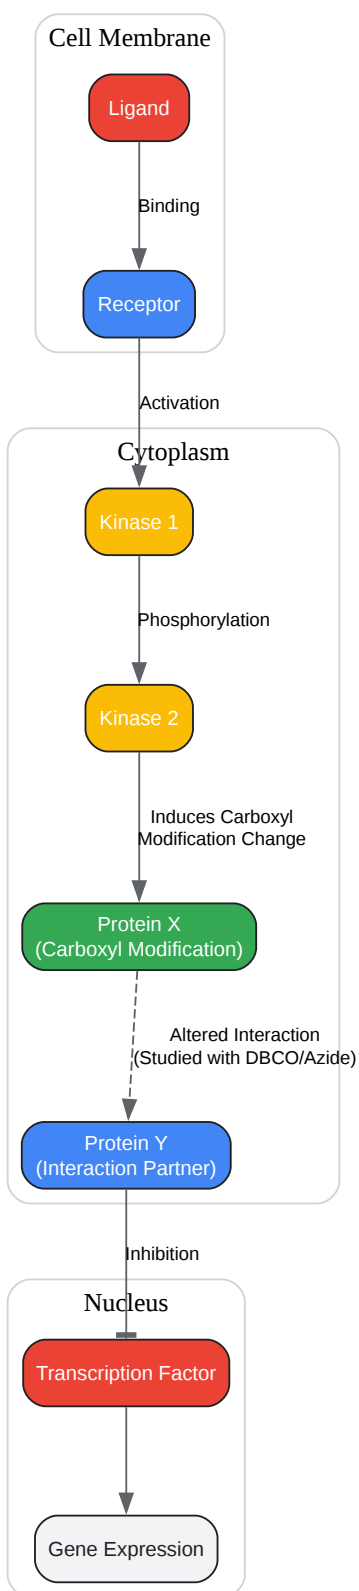 Cell Membrane
Ligand
Binding
Receptor
Activation
Cytoplasm
Kinase 1
Phosphorylation
Kinase 2
Induces Carboxyl
Modification Change
Protein X
(Carboxyl Modification)
Altered Interaction
(Studied with DBCO/Azide)
Protein Y
(Interaction Partner)
Inhibition
Nucleus
Transcription Factor
Gene Expression